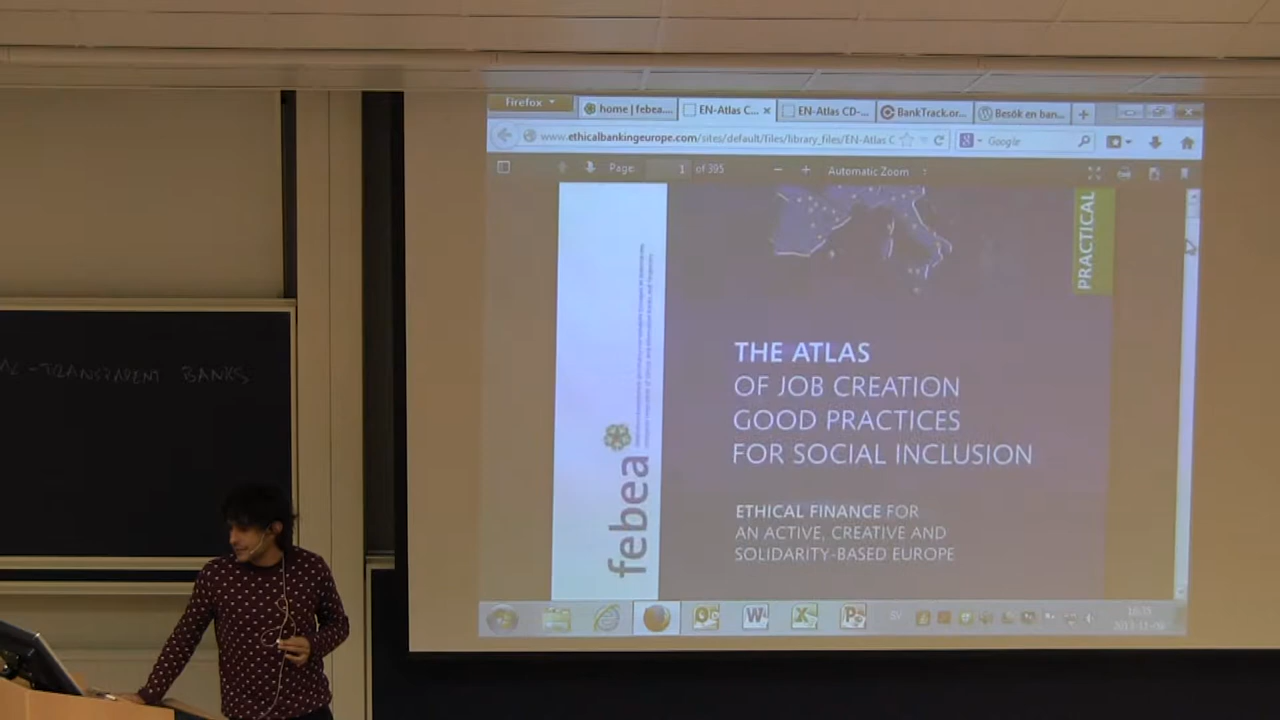 Firefox
home | febea....
EN-Atlas C...
EN-Atlas CD-...
BankTrack.or...
Besök en ban...
www.ethicalbankingeurope.com/sites/default/files/library_files/EN-Atlas C
Google
Page: 1 of 395
Automatic Zoom
PRACTICAL
THE ATLAS
OF JOB CREATION
GOOD PRACTICES
FOR SOCIAL INCLUSION
ETHICAL FINANCE FOR
AN ACTIVE, CREATIVE AND
SOLIDARITY-BASED EUROPE
febea
-TRANSPARENT BANKS
SV